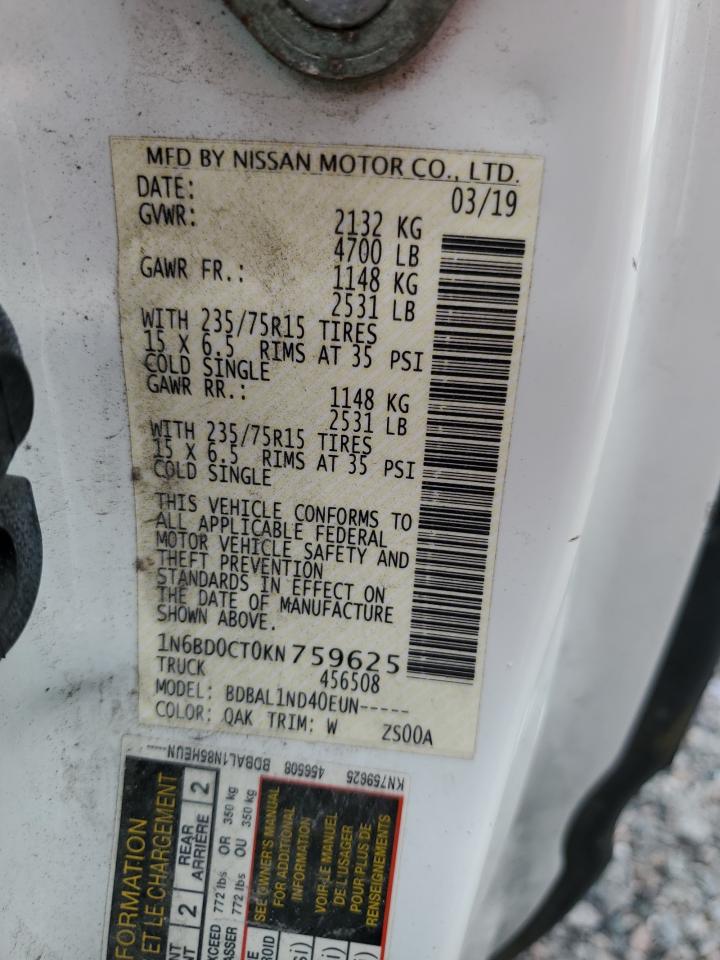 MFD BY NISSAN MOTOR CO., LTD.
DATE: 03/19
GVWR: 2132 KG
4700 LB
GAWR FR.: 1148 KG
2531 LB
WITH 235/75R15 TIRES
15 X 6.5 RIMS AT 35 PSI
COLD SINGLE
GAWR RR.: 1148 KG
2531 LB
WITH 235/75R15 TIRES
15 X 6.5 RIMS AT 35 PSI
COLD SINGLE
THIS VEHICLE CONFORMS TO
ALL APPLICABLE FEDERAL
MOTOR VEHICLE SAFETY AND
THEFT PREVENTION
STANDARDS IN EFFECT ON
THE DATE OF MANUFACTURE
SHOWN ABOVE.
1N6BD0CT0KN759625
TRUCK 456508
MODEL: BDBAL1ND40EUN-----
COLOR: QAK TRIM: W ZS00A
KN759625 456508 BDBAL1N85HEUN----
FORMATION
ET LE CHARGEMENT
NT 2 REAR
ARRIÈRE 2
XCEED 772 lbs OR 350 kg
ASSER 772 lbs OU 350 kg
SEE OWNER'S MANUAL
FOR ADDITIONAL
INFORMATION
VOIR LE MANUEL
DE L'USAGER
POUR PLUS DE
RENSEIGNEMENTS